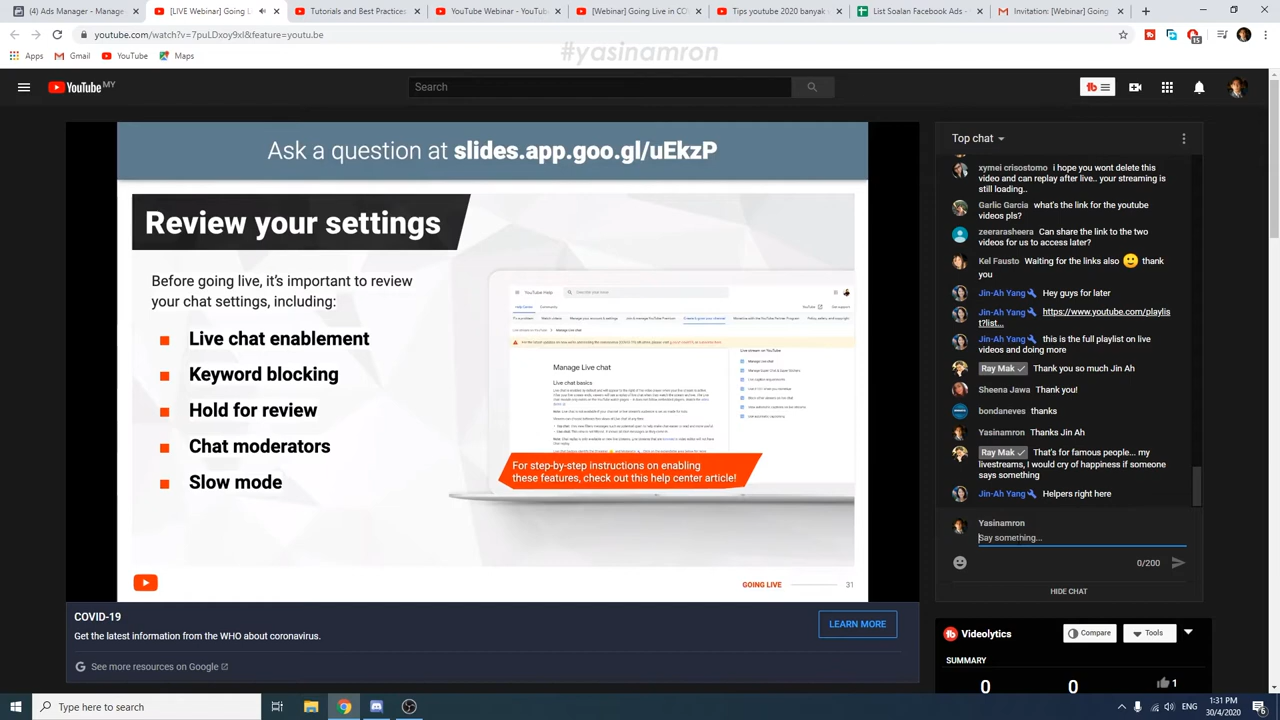 (4) Ads Manager - Manage
[LIVE Webinar] Going L
Tutorials and Best Practices
YouTube Webinar - YouTub
[Webinar] Going Live in CO
Tips youtube 2020 banyak
List Soalan Facebook Ads -
Invitation: [Webinar] Going
youtube.com/watch?v=7puLDxoy9xI&feature=youtu.be
15
Apps
Gmail
YouTube
Maps
#yasinamron
YouTube MY
Search
Ask a question at slides.app.goo.gl/uEkzP
Review your settings
Before going live, it's important to review
your chat settings, including:
Live chat enablement
Keyword blocking
Hold for review
Chat moderators
Slow mode
YouTube Help
Manage Live chat
Live chat basics
Live stream on YouTube
For step-by-step instructions on enabling
these features, check out this help center article!
GOING LIVE
31
COVID-19
Get the latest information from the WHO about coronavirus.
LEARN MORE
See more resources on Google
Top chat
xymei crisostomo i hope you wont delete this
video and can replay after live.. your streaming is
still loading..
Garlic Garcia what's the link for the youtube
videos pls?
zeerarasheera Can share the link to the two
videos for us to access later?
Kel Fausto Waiting for the links also thank
you
Jin-Ah Yang Hey guys for later
Jin-Ah Yang
Jin-Ah Yang
videos and doing more
Ray Mak Thank you so much Jin Ah
Sheena Jawa Thank you
thx2
Yasinamron Thanks Jin Ah
Ray Mak That's for famous people... my
livestreams, I would cry of happiness if someone
says something
Jin-Ah Yang Helpers right here
Yasinamron
Say something...
0/200
HIDE CHAT
Videolytics
Compare
Tools
SUMMARY
0
0
1
Type here to search
ENG
1:31 PM
30/4/2020
6